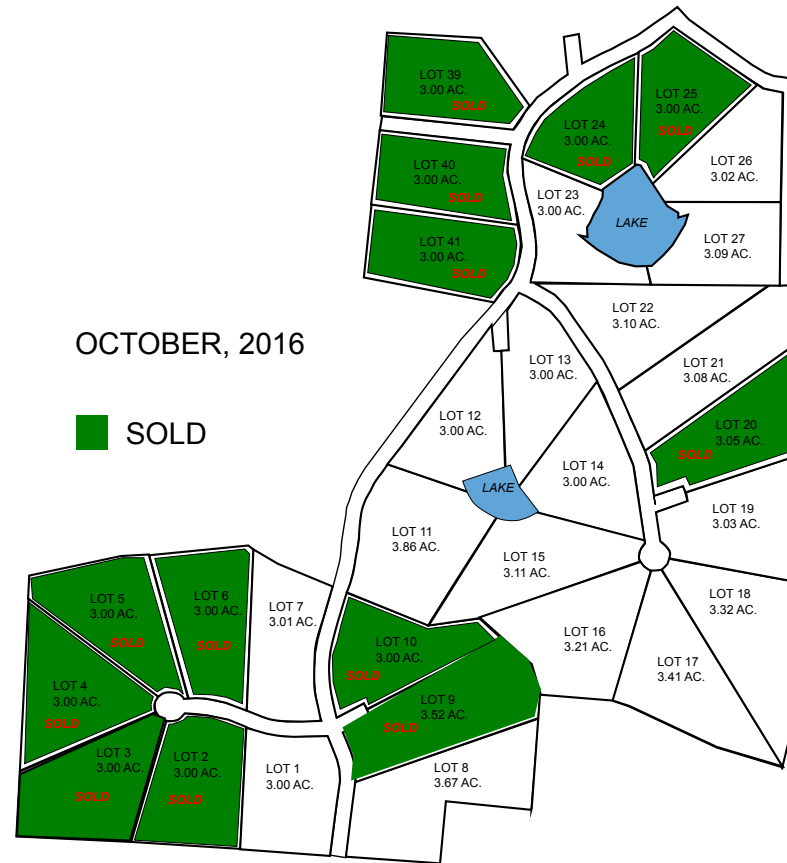 LOT 39
3.00 AC.
SOLD
LOT 25
3.00 AC.
SOLD
LOT 24
3.00 AC.
SOLD
LOT 40
3.00 AC.
SOLD
LOT 26
3.02 AC.
LOT 23
3.00 AC.
LAKE
LOT 41
3.00 AC.
SOLD
LOT 27
3.09 AC.
LOT 22
3.10 AC.
OCTOBER, 2016
SOLD
LOT 13
3.00 AC.
LOT 21
3.08 AC.
LOT 12
3.00 AC.
LOT 20
3.05 AC.
SOLD
LOT 14
3.00 AC.
LAKE
LOT 19
3.03 AC.
LOT 11
3.86 AC.
LOT 15
3.11 AC.
LOT 18
3.32 AC.
LOT 5
3.00 AC.
SOLD
LOT 6
3.00 AC.
SOLD
LOT 7
3.01 AC.
LOT 10
3.00 AC.
SOLD
LOT 16
3.21 AC.
LOT 17
3.41 AC.
LOT 4
3.00 AC.
SOLD
LOT 9
3.52 AC.
SOLD
LOT 3
3.00 AC.
SOLD
LOT 2
3.00 AC.
SOLD
LOT 1
3.00 AC.
LOT 8
3.67 AC.